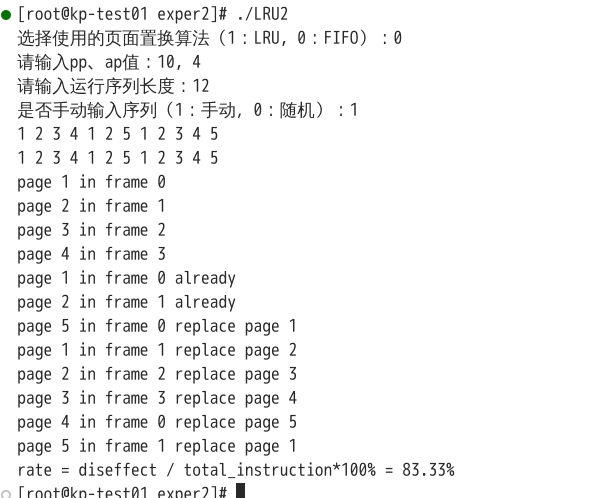 [root@kp-test01 exper2]# ./LRU2
选择使用的页面置换算法（1：LRU，0：FIFO）：0
请输入pp、ap值：10，4
请输入运行序列长度：12
是否手动输入序列（1：手动，0：随机）：1
1 2 3 4 1 2 5 1 2 3 4 5
1 2 3 4 1 2 5 1 2 3 4 5
page 1 in frame 0
page 2 in frame 1
page 3 in frame 2
page 4 in frame 3
page 1 in frame 0 already
page 2 in frame 1 already
page 5 in frame 0 replace page 1
page 1 in frame 1 replace page 2
page 2 in frame 2 replace page 3
page 3 in frame 3 replace page 4
page 4 in frame 0 replace page 5
page 5 in frame 1 replace page 1
rate = diseffect / total_instruction*100% = 83.33%
[root@kp-test01 exper2]#